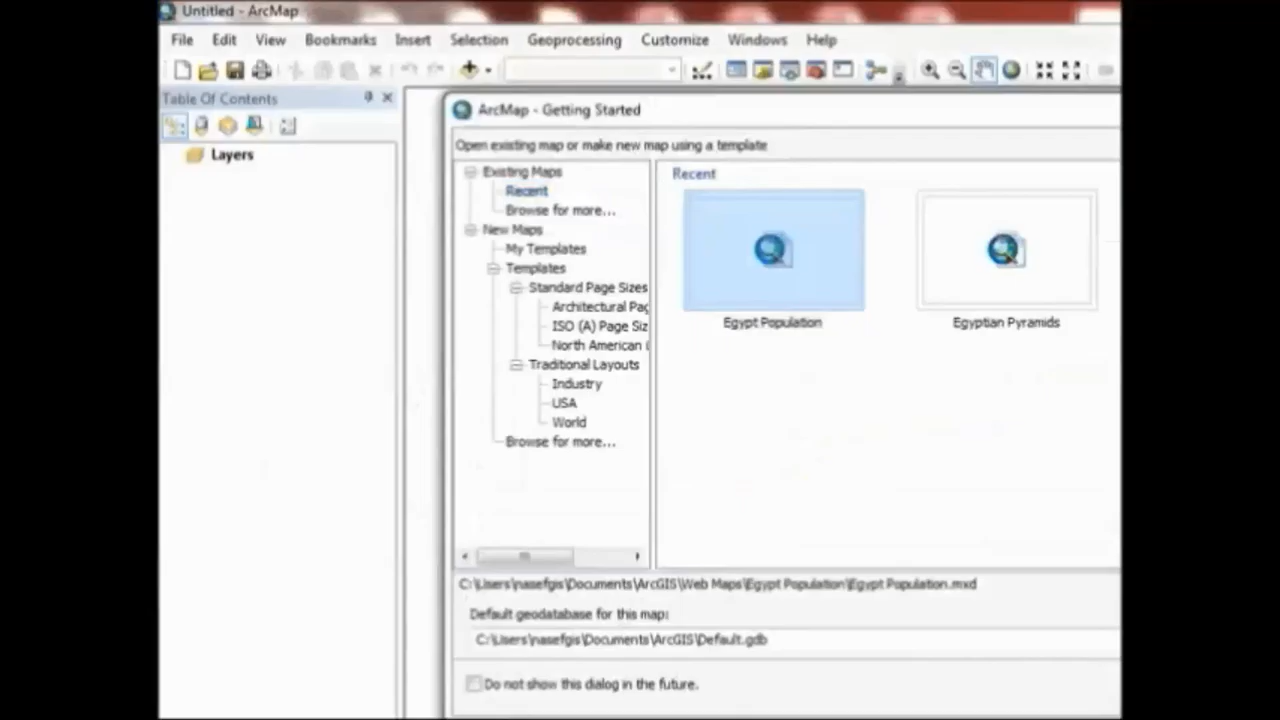 Untitled - ArcMap
File Edit View Bookmarks Insert Selection Geoprocessing Customize Windows Help
Table Of Contents
Layers
ArcMap - Getting Started
Open existing map or make new map using a template
Existing Maps
Recent
Browse for more...
New Maps
My Templates
Templates
Standard Page Sizes
Architectural Pag
ISO (A) Page Siz
North American
Traditional Layouts
Industry
USA
World
Browse for more...
Recent
Egypt Population
Egyptian Pyramids
C:\Users\nasefgis\Documents\ArcGIS\Web Maps\Egypt Population\Egypt Population.mxd
Default geodatabase for this map:
C:\Users\nasefgis\Documents\ArcGIS\Default.gdb
Do not show this dialog in the future.